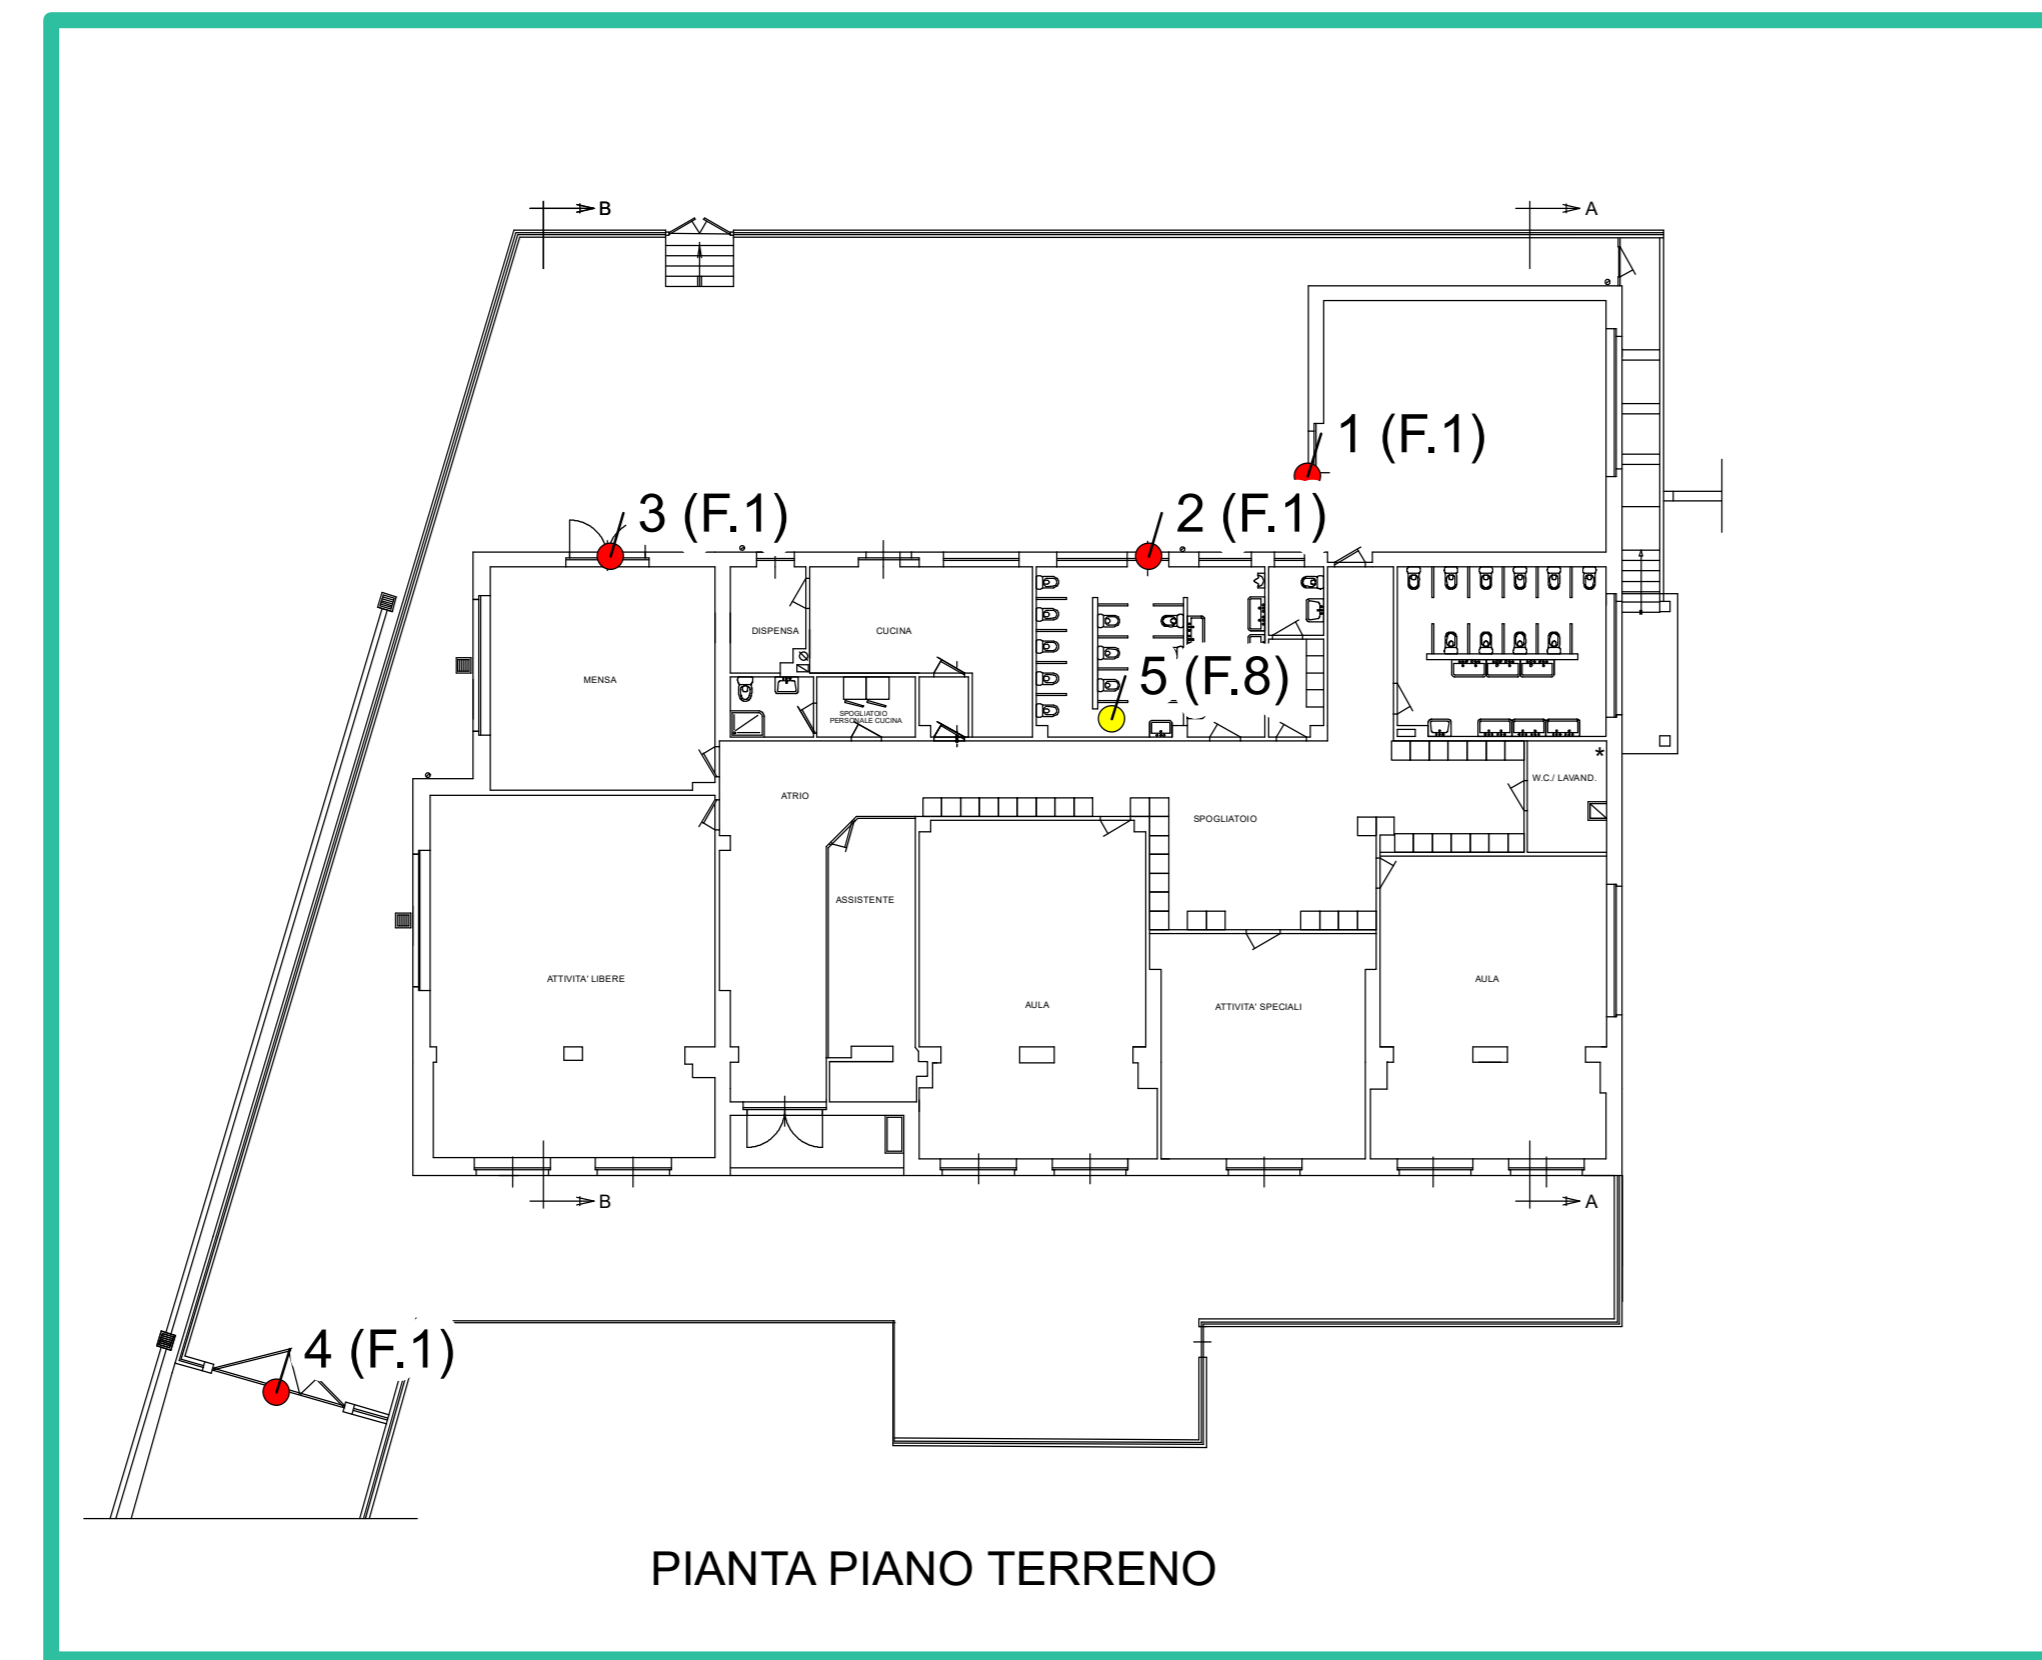 B
A
1 (F.1)
3 (F.1)
2 (F.1)
DISPENSA
CUCINA
MENSA
5 (F.8)
SPOGLIATOIO
PERSONALE CUCINA
*
W.C./ LAVAND.
ATRIO
SPOGLIATOIO
ASSISTENTE
ATTIVITA' LIBERE
AULA
ATTIVITA' SPECIALI
AULA
B
A
4 (F.1)
PIANTA PIANO TERRENO